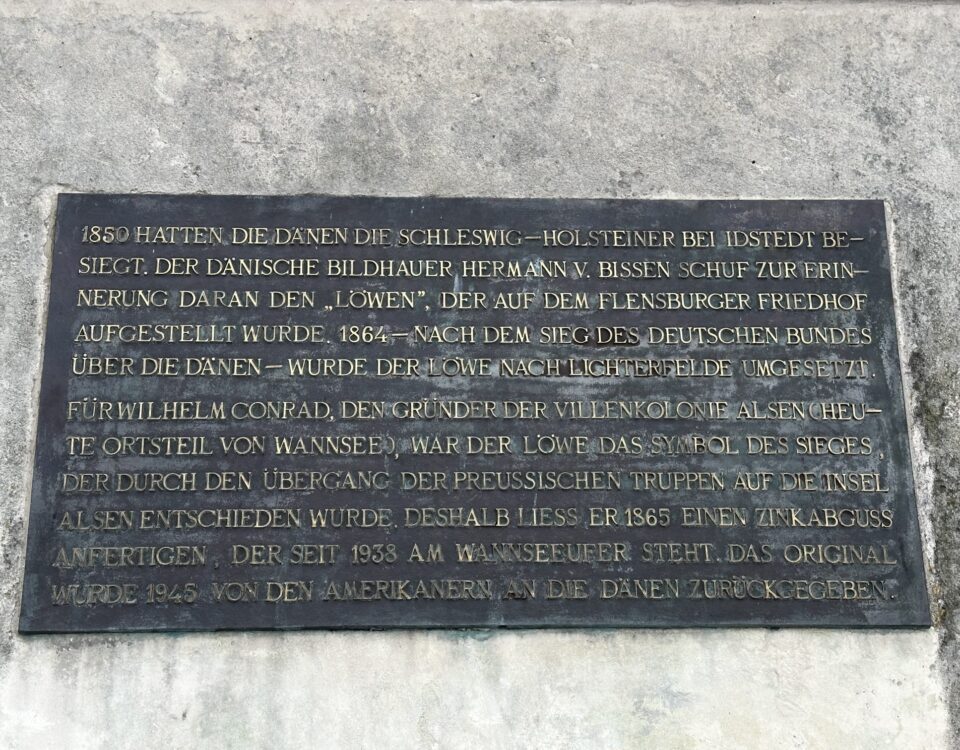 1850 HATTEN DIE DÄNEN DIE SCHLESWIG–HOLSTEINER BEI IDSTEDT BE–
SIEGT. DER DÄNISCHE BILDHAUER HERMANN V. BISSEN SCHUF ZUR ERIN–
NERUNG DARAN DEN „LÖWEN”, DER AUF DEM FLENSBURGER FRIEDHOF
AUFGESTELLT WURDE. 1864 – NACH DEM SIEG DES DEUTSCHEN BUNDES
ÜBER DIE DÄNEN – WURDE DER LÖWE NACH LICHTERFELDE UMGESETZT.
FÜR WILHELM CONRAD, DEN GRÜNDER DER VILLENKOLONIE ALSEN (HEU–
TE ORTSTEIL VON WANNSEE), WAR DER LÖWE DAS SYMBOL DES SIEGES,
DER DURCH DEN ÜBERGANG DER PREUSSISCHEN TRUPPEN AUF DIE INSEL
ALSEN ENTSCHIEDEN WURDE. DESHALB LIESS ER 1865 EINEN ZINKABGUSS
ANFERTIGEN, DER SEIT 1938 AM WANNSEEUFER STEHT. DAS ORIGINAL
WURDE 1945 VON DEN AMERIKANERN AN DIE DÄNEN ZURÜCKGEGEBEN.